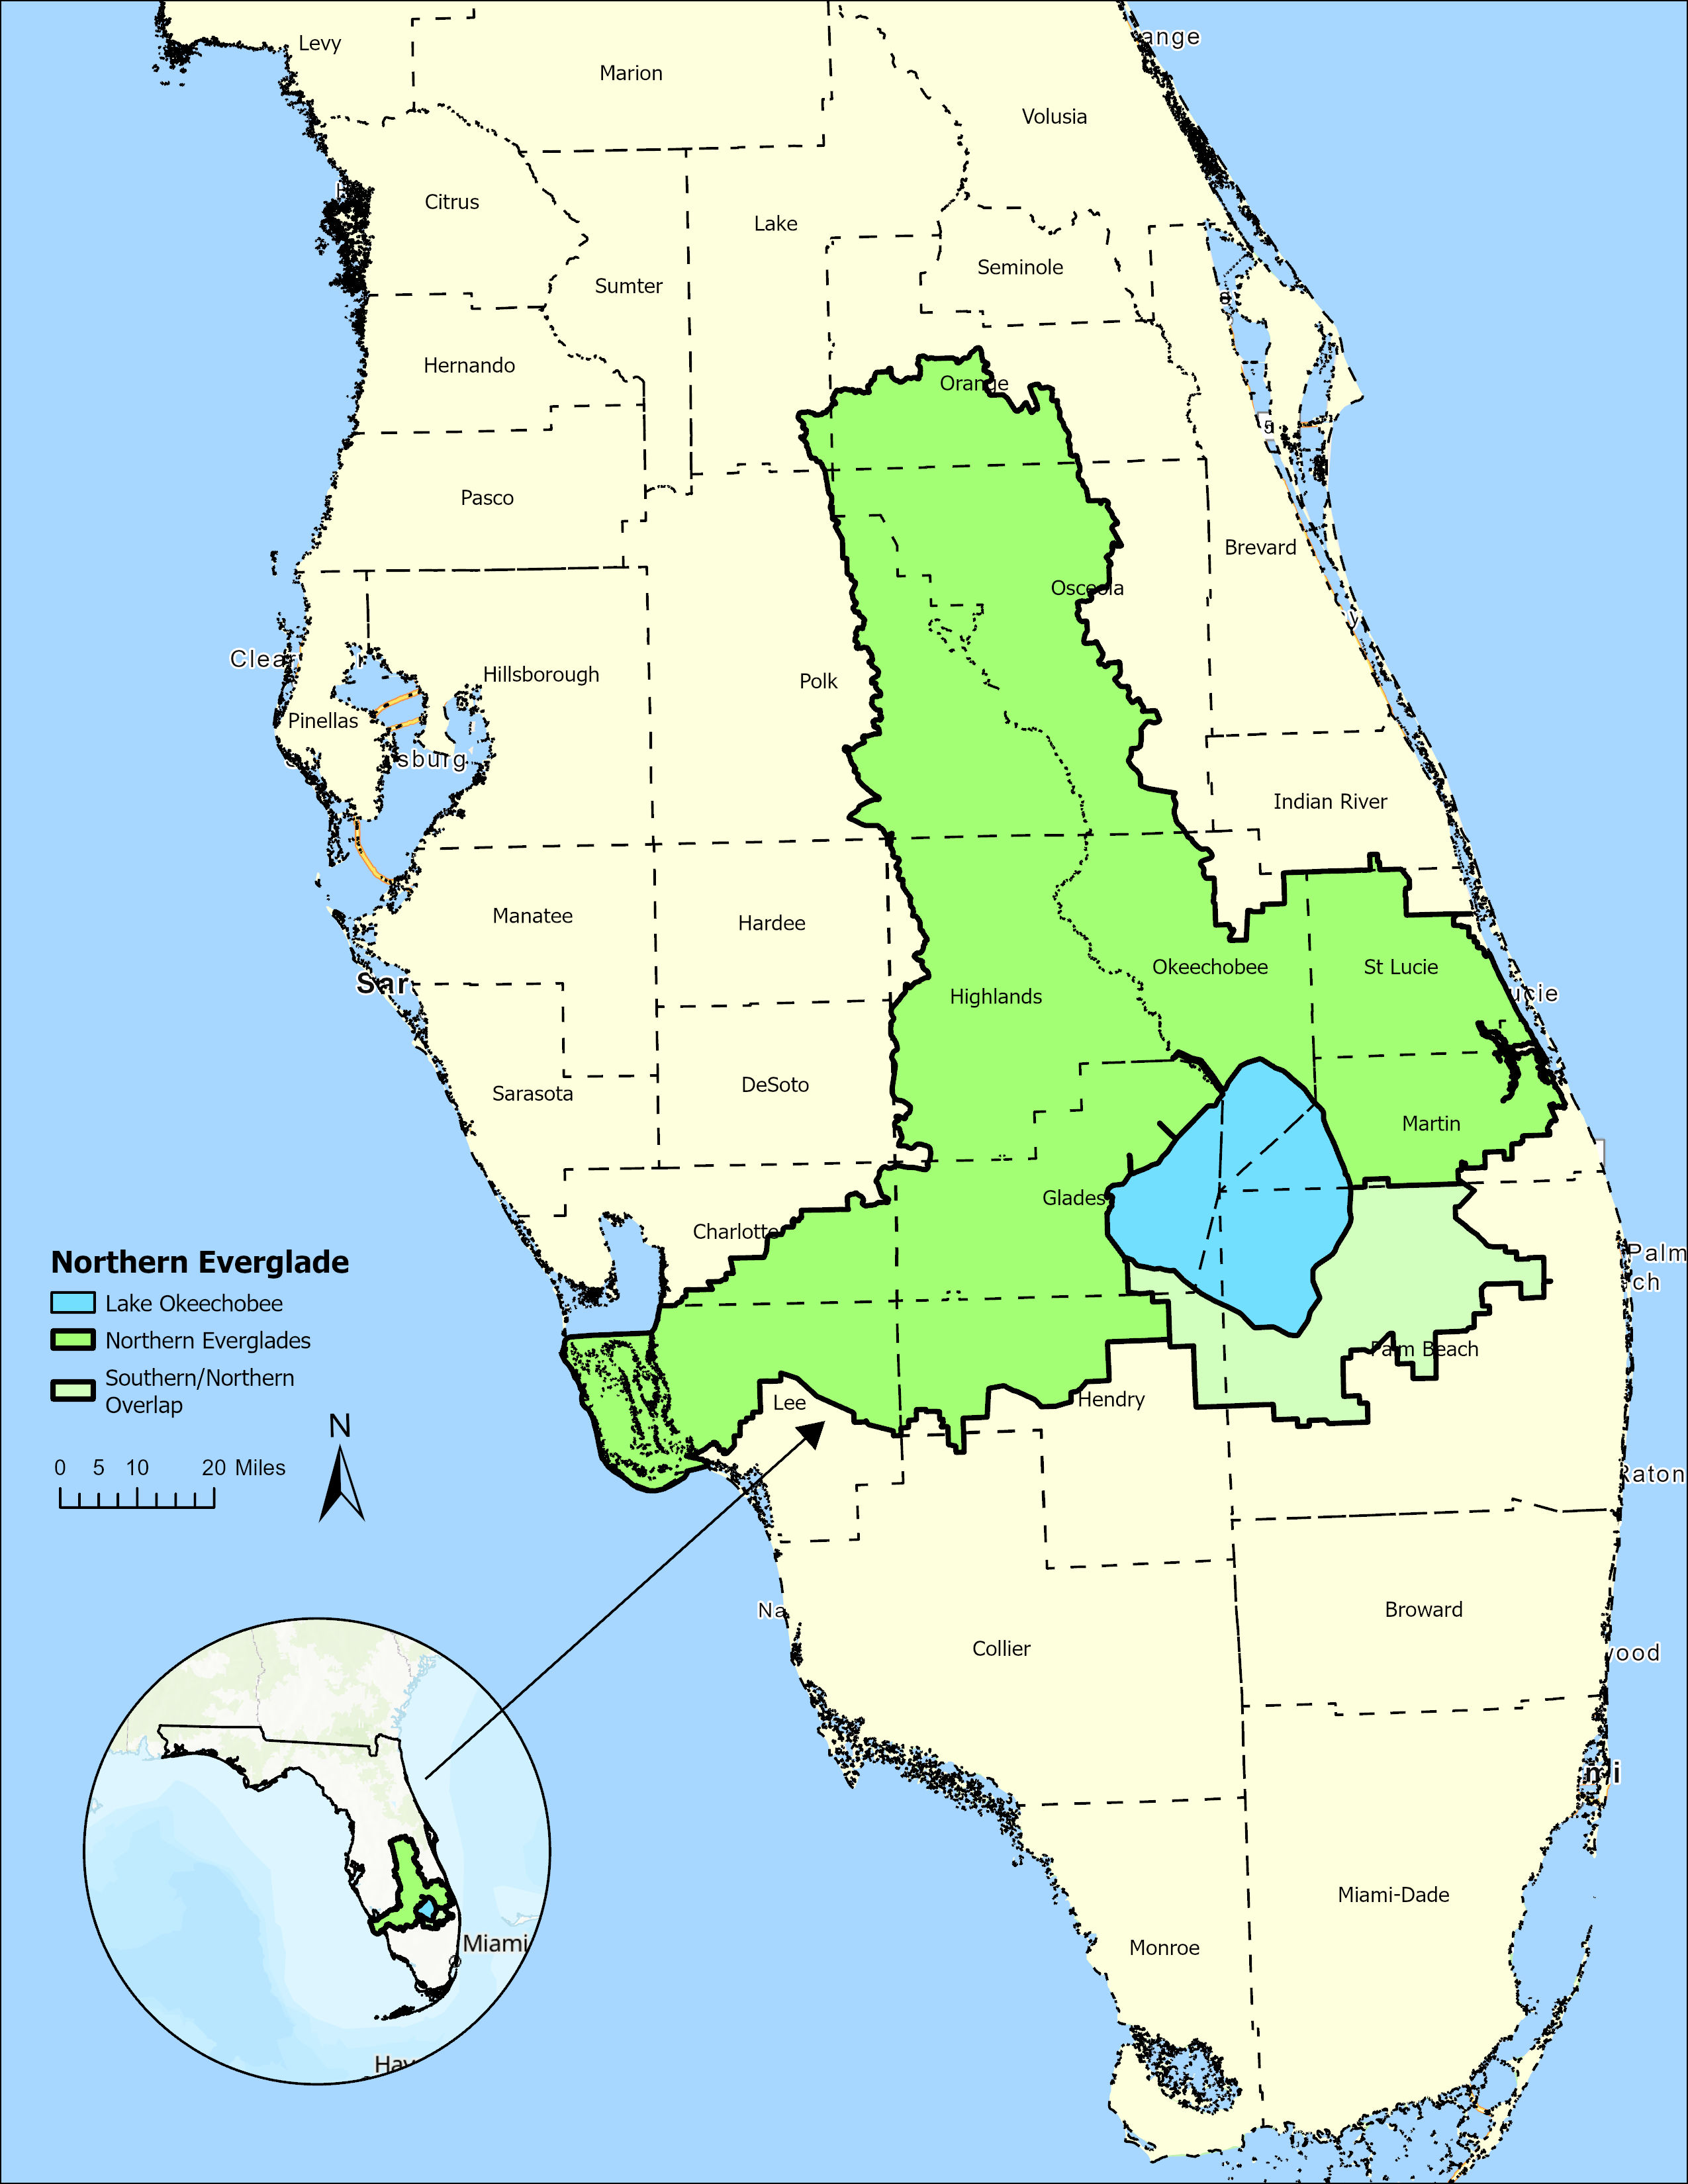 Levy
Marion
ange
Volusia
Citrus
Lake
Seminole
Sumter
Hernando
Orange
Pasco
Brevard
Osceola
Clear
Hillsborough
Polk
Pinellas
sburg
Indian River
Manatee
Hardee
Okeechobee
St Lucie
Sar
Highlands
ucie
DeSoto
Sarasota
Martin
Glades
Charlotte
Palm
ch
Northern Everglade
Lake Okeechobee
Northern Everglades
Southern/Northern
Overlap
Palm Beach
Lee
Hendry
N
0 5 10 20 Miles
Raton
Na
Broward
Collier
wood
mi
Miami-Dade
Miami
Monroe
Hav